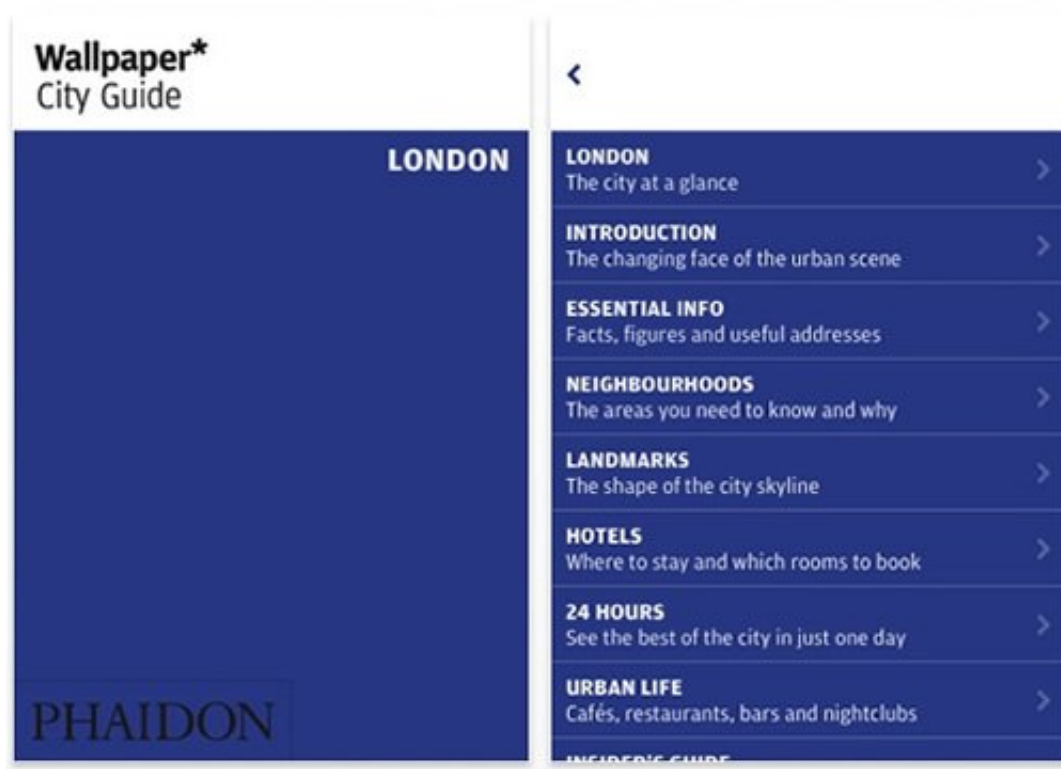 Wallpaper*
City Guide
LONDON
PHAIDON
LONDON
The city at a glance
INTRODUCTION
The changing face of the urban scene
ESSENTIAL INFO
Facts, figures and useful addresses
NEIGHBOURHOODS
The areas you need to know and why
LANDMARKS
The shape of the city skyline
HOTELS
Where to stay and which rooms to book
24 HOURS
See the best of the city in just one day
URBAN LIFE
Cafés, restaurants, bars and nightclubs
INSIDER'S GUIDE